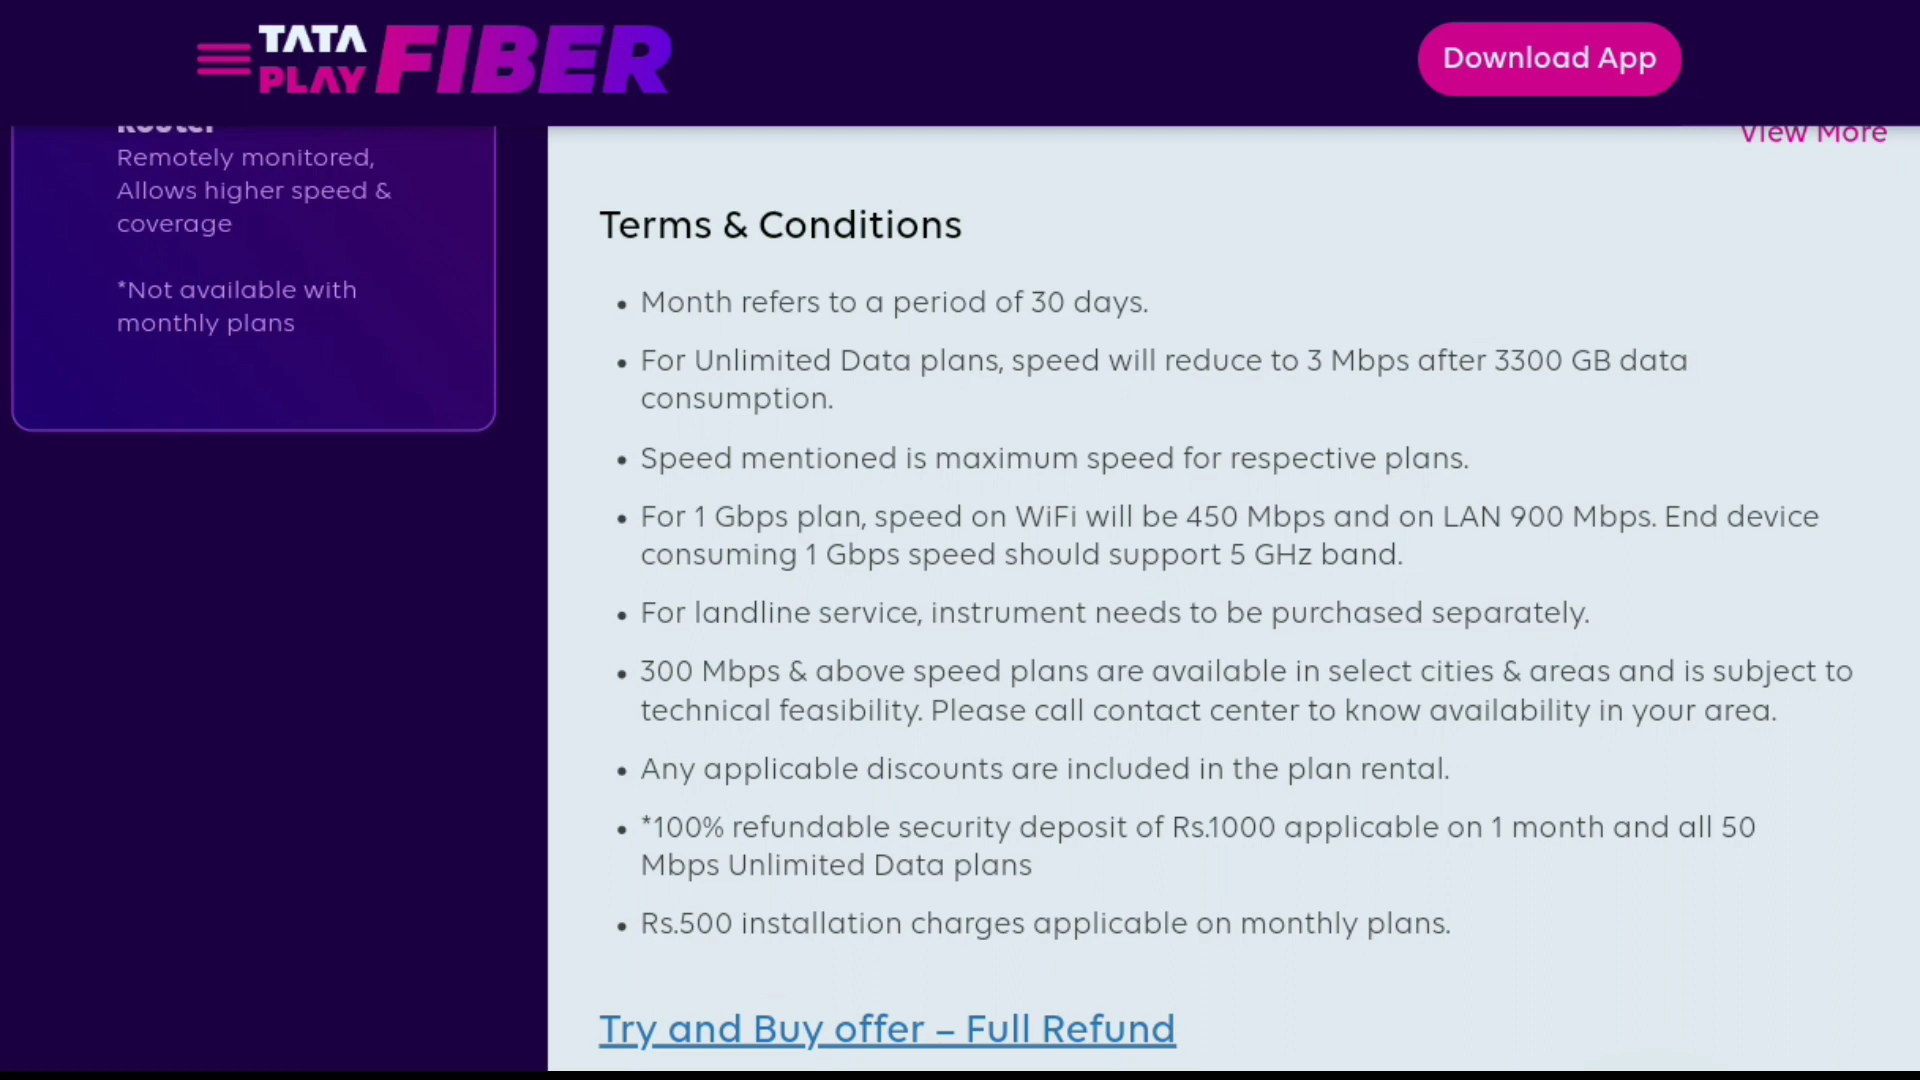 TATA
PLAY FIBER
Download App
Router
Remotely monitored,
Allows higher speed &
coverage
*Not available with
monthly plans
View More
Terms & Conditions
• Month refers to a period of 30 days.
• For Unlimited Data plans, speed will reduce to 3 Mbps after 3300 GB data
consumption.
• Speed mentioned is maximum speed for respective plans.
• For 1 Gbps plan, speed on WiFi will be 450 Mbps and on LAN 900 Mbps. End device
consuming 1 Gbps speed should support 5 GHz band.
• For landline service, instrument needs to be purchased separately.
• 300 Mbps & above speed plans are available in select cities & areas and is subject to
technical feasibility. Please call contact center to know availability in your area.
• Any applicable discounts are included in the plan rental.
• *100% refundable security deposit of Rs.1000 applicable on 1 month and all 50
Mbps Unlimited Data plans
• Rs.500 installation charges applicable on monthly plans.
Try and Buy offer – Full Refund